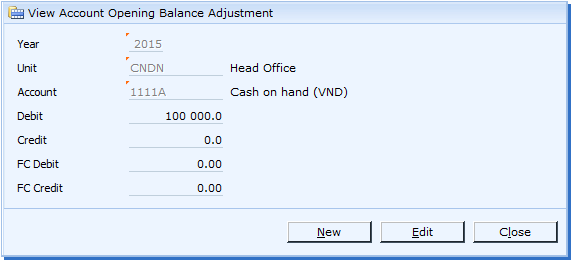 View Account Opening Balance Adjustment
Year 2015
Unit CNDN Head Office
Account 1111A Cash on hand (VND)
Debit 100 000.0
Credit 0.0
FC Debit 0.00
FC Credit 0.00
New Edit Close